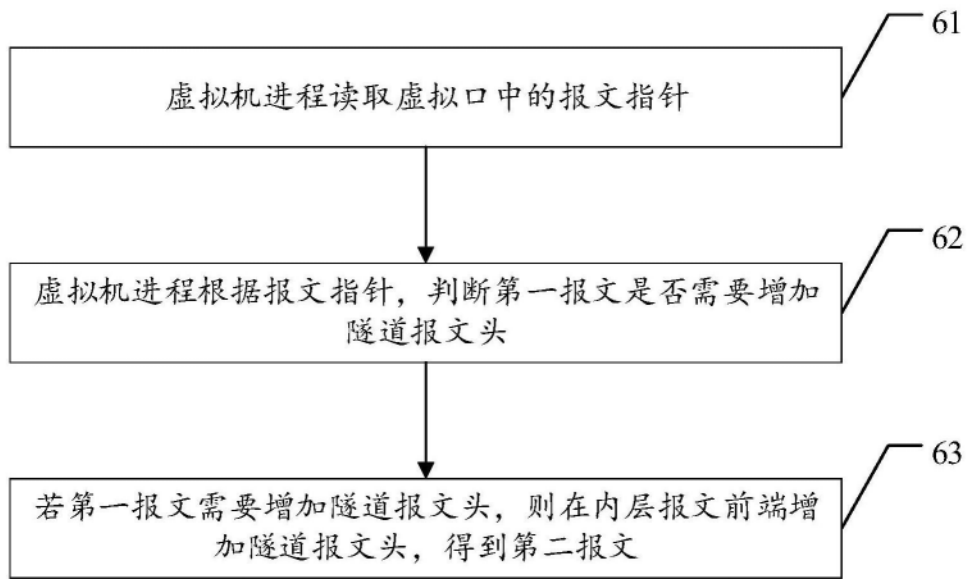 61
虚拟机进程读取虚拟口中的报文指针
62
虚拟机进程根据报文指针，判断第一报文是否需要增加
隧道报文头
63
若第一报文需要增加隧道报文头，则在内层报文前端增
加隧道报文头，得到第二报文